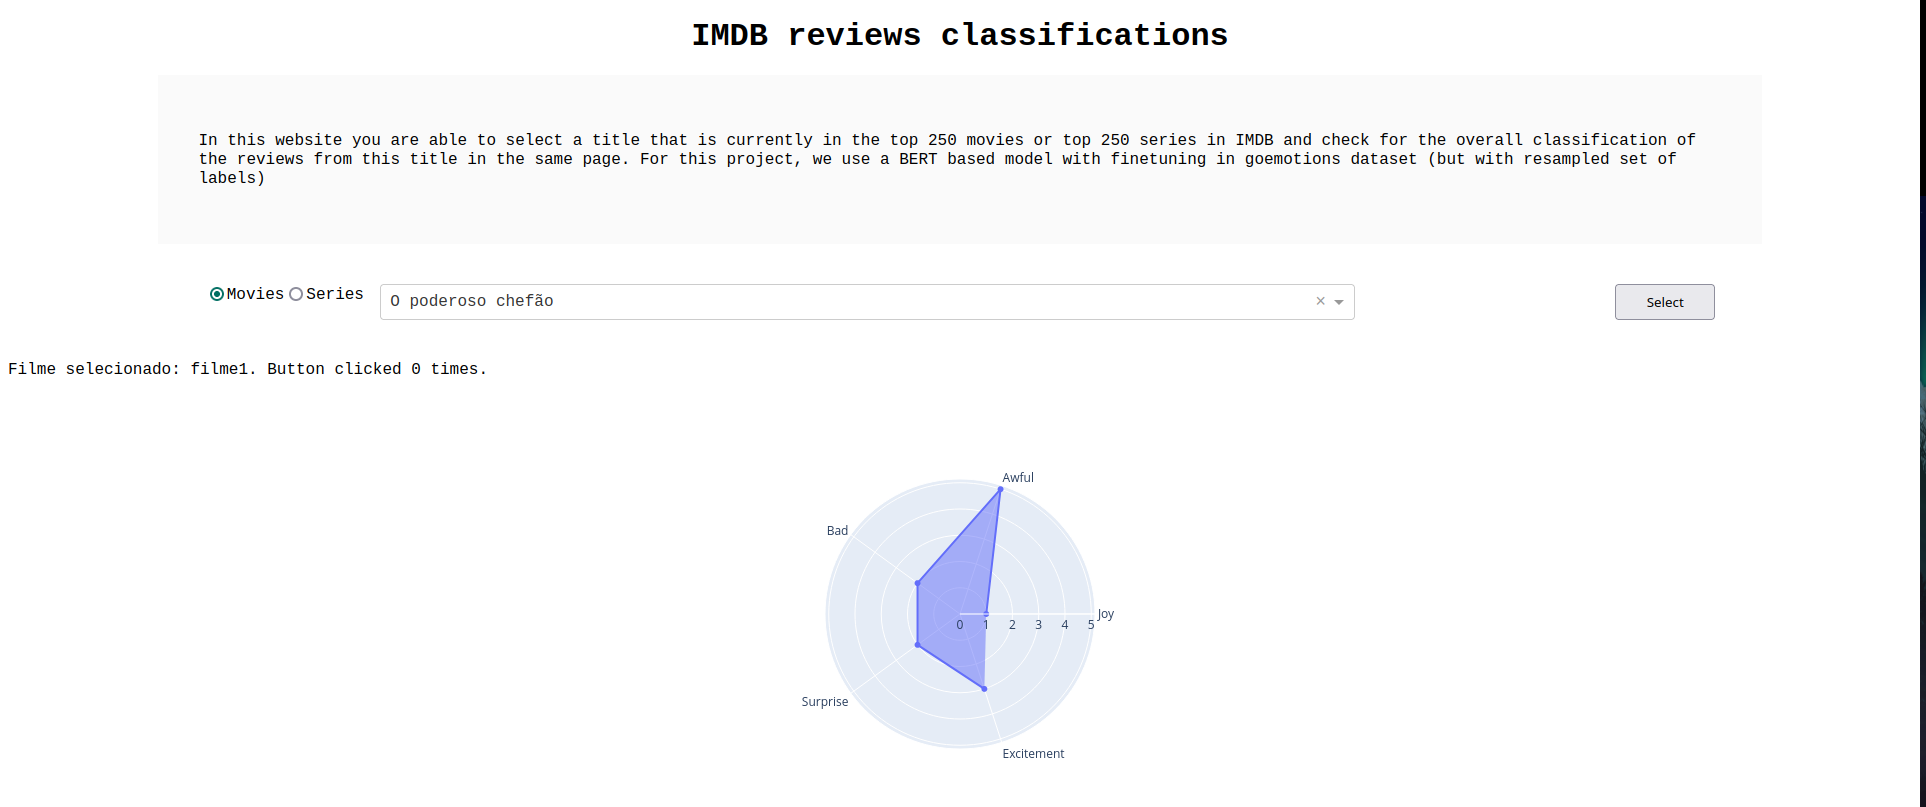 IMDB reviews classifications
In this website you are able to select a title that is currently in the top 250 movies or top 250 series in IMDB and check for the overall classification of
the reviews from this title in the same page. For this project, we use a BERT based model with finetuning in goemotions dataset (but with resampled set of
labels)
Movies Series O poderoso chefão × Select
Filme selecionado: filme1. Button clicked 0 times.
Awful
Bad
Joy
0 1 2 3 4 5
Surprise
Excitement